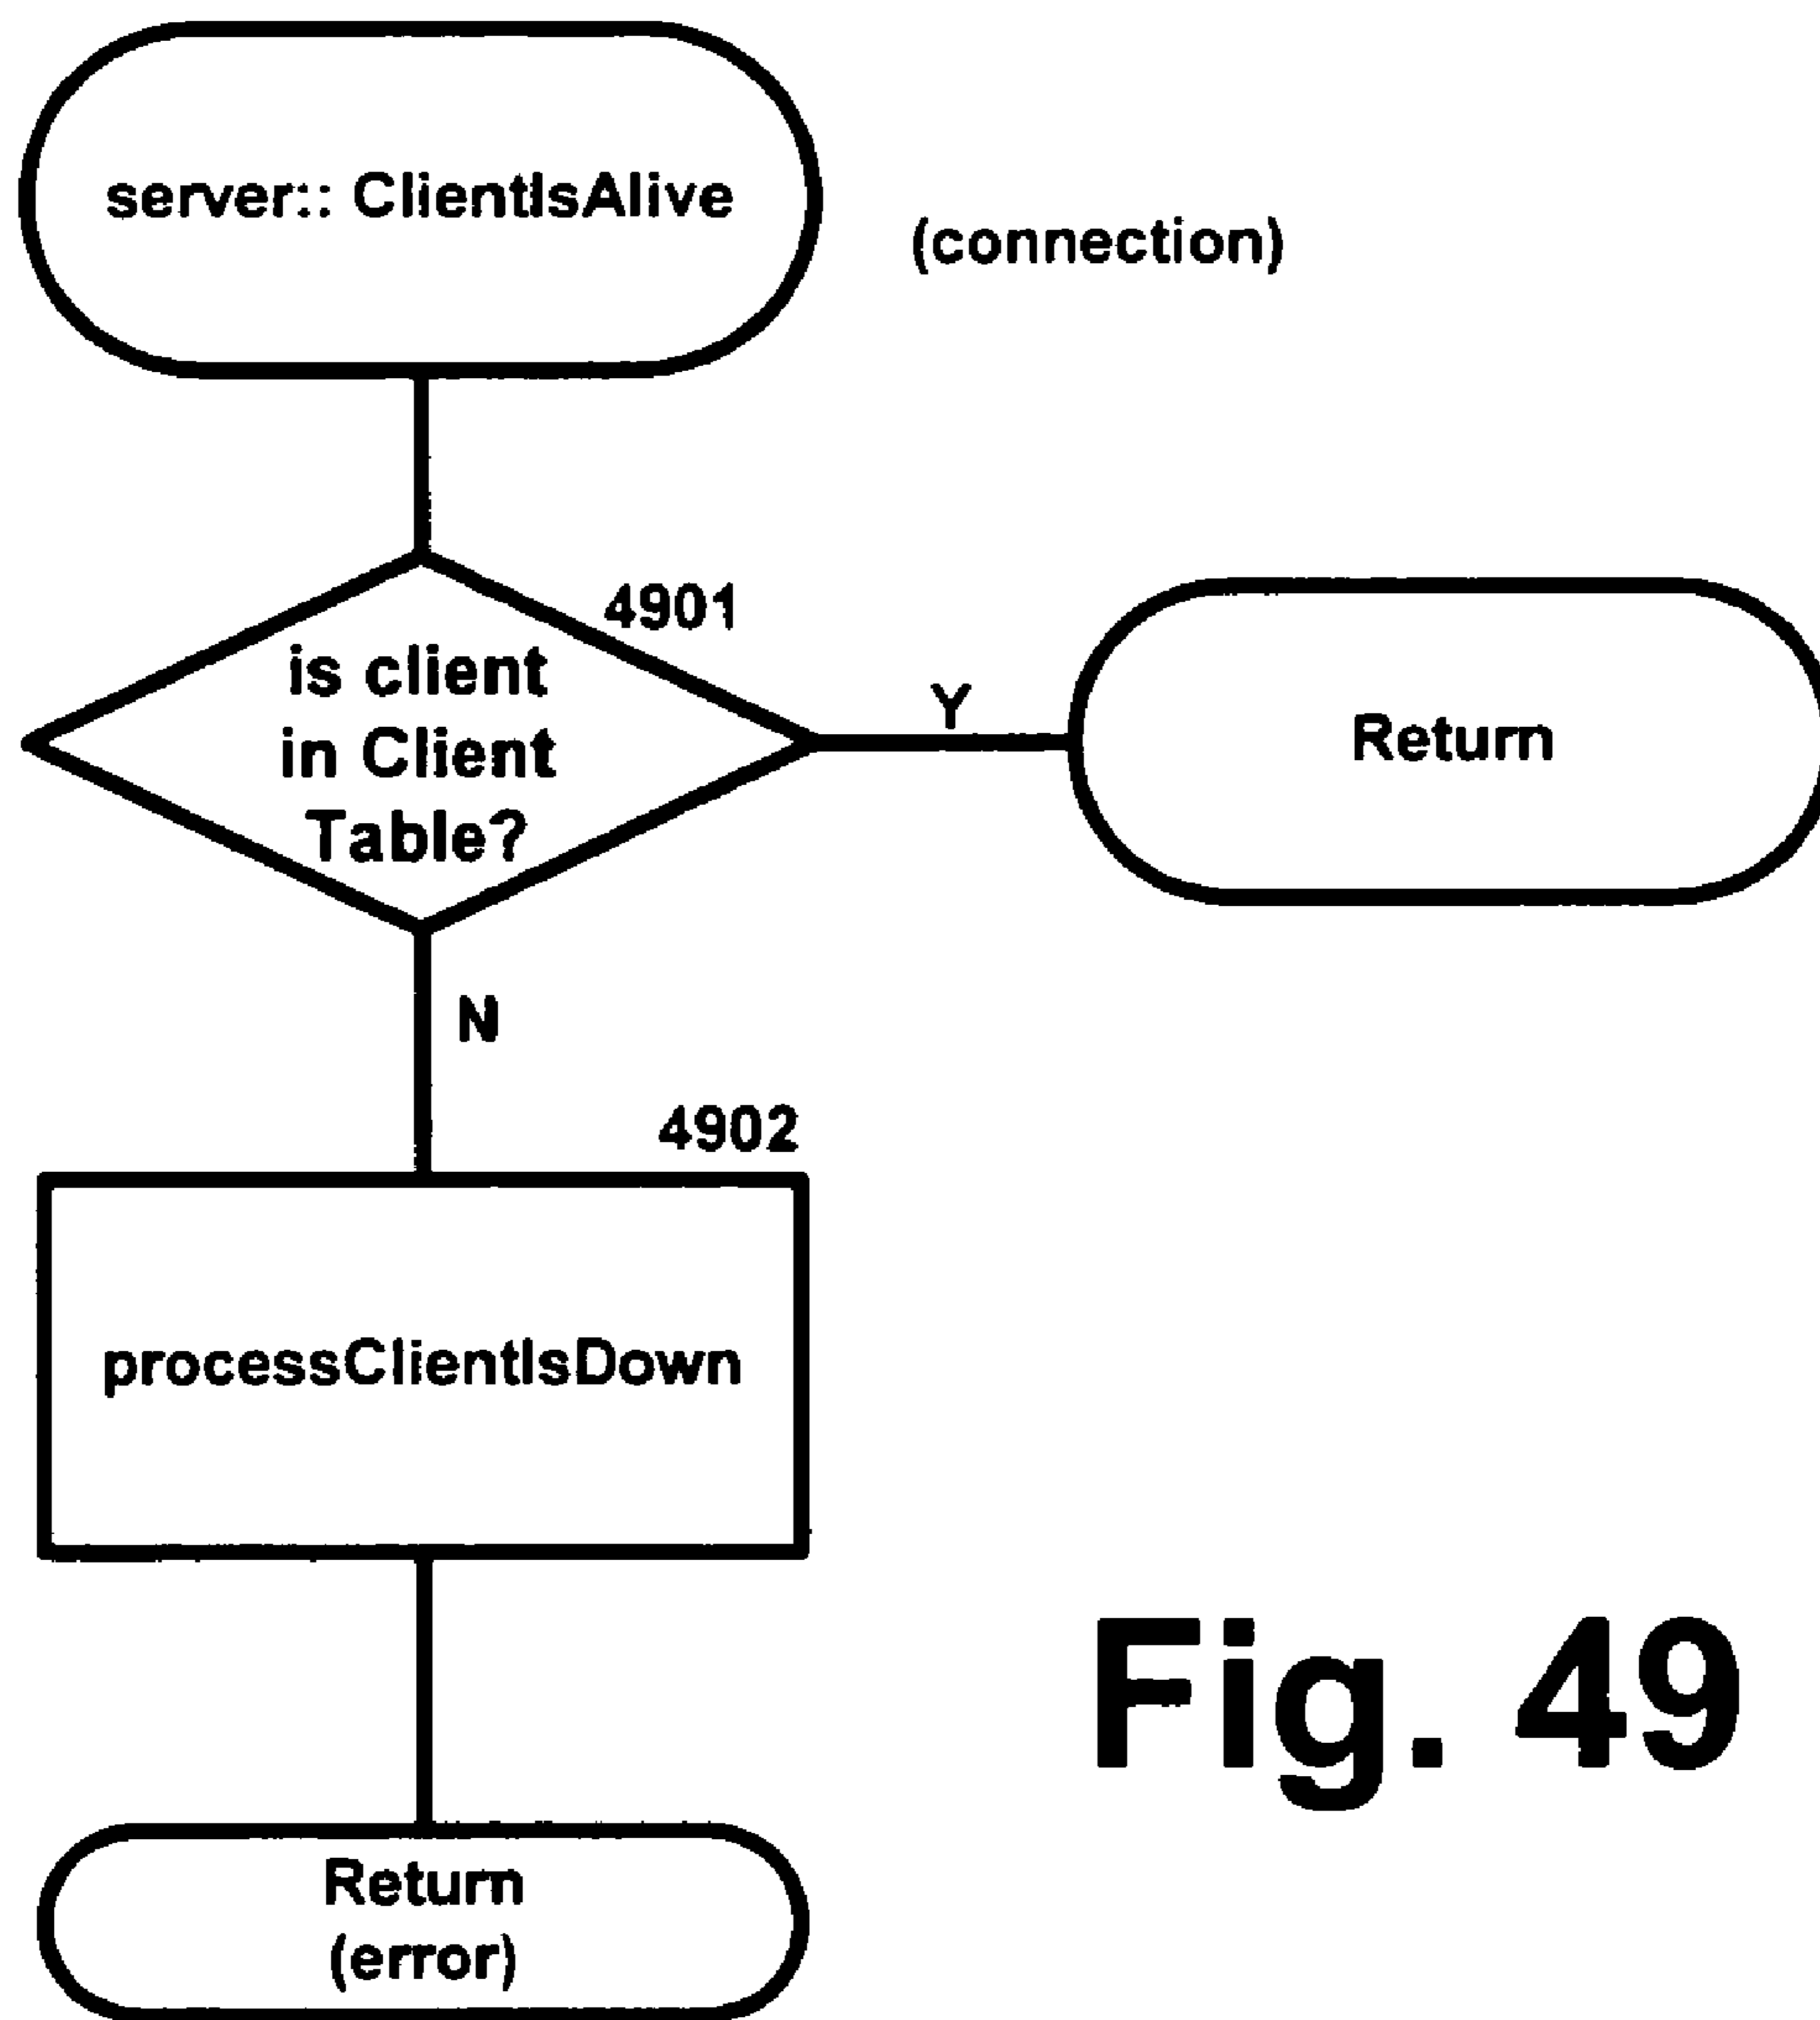 server:: ClientIsAlive
(connection)
4901
is client
in Client
Table?
Y
Return
N
4902
processClientIsDown
Return
(error)
Fig. 49